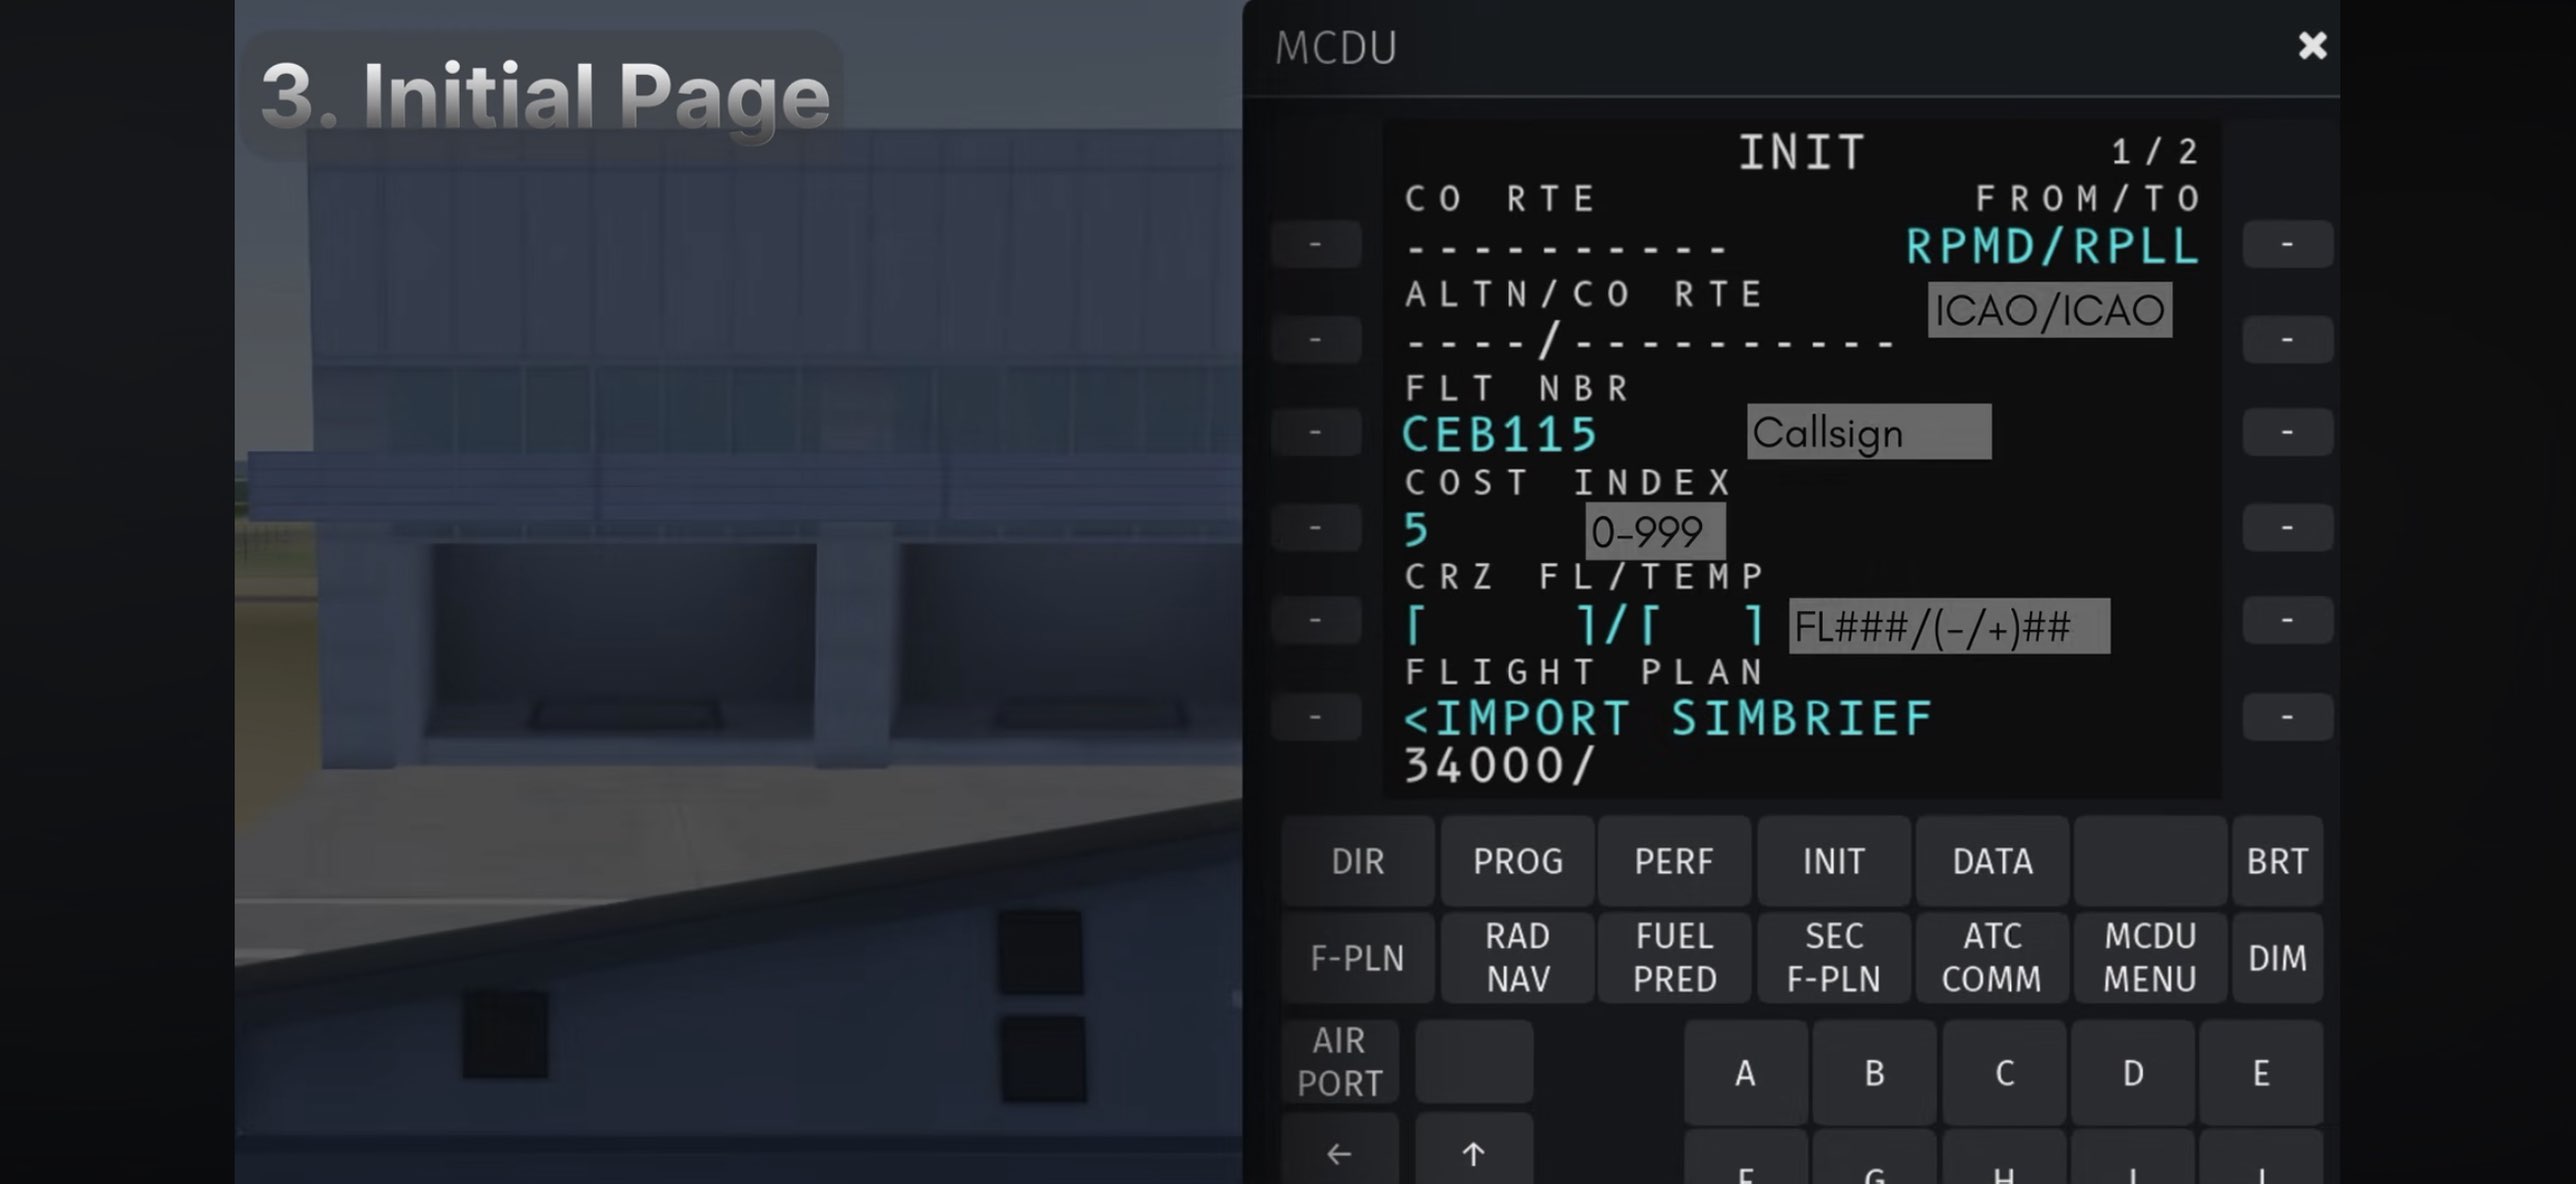 3. Initial Page
MCDU
✖
INIT 1/2
CO RTE FROM/TO
---------- RPMD/RPLL
ALTN/CO RTE ICAO/ICAO
----/----------
FLT NBR
CEB115 Callsign
COST INDEX
5 0-999
CRZ FL/TEMP
[ ]/[ ] FL###/(-/+)##
FLIGHT PLAN
<IMPORT SIMBRIEF
34000/
DIR PROG PERF INIT DATA BRT
F-PLN RAD NAV FUEL PRED SEC F-PLN ATC COMM MCDU MENU DIM
AIR PORT A B C D E
← ↑ F G H I J